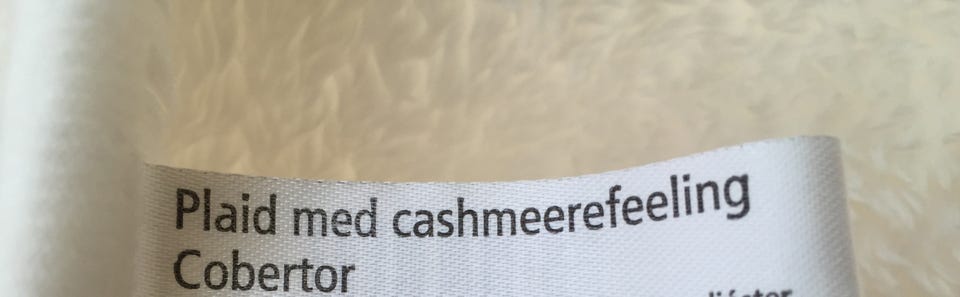 Plaid med cashmeerefeeling
Cobertor